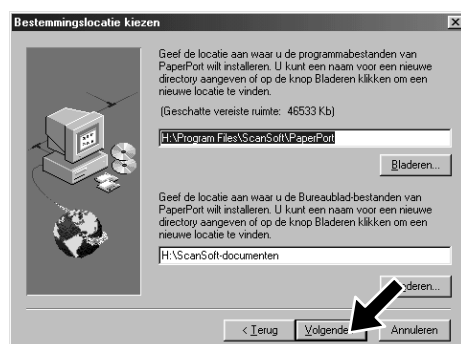 Bestemmingslocatie kiezen
Geef de locatie aan waar u de programmabestanden van
PaperPort wilt installeren. U kunt een naam voor een nieuwe
directory aangeven of op de knop Bladeren klikken om een
nieuwe locatie te vinden.
(Geschatte vereiste ruimte: 46533 Kb)
H:\Program Files\ScanSoft\PaperPort
Bladeren...
Geef de locatie aan waar u de Bureaublad-bestanden van
PaperPort wilt installeren. U kunt een naam voor een nieuwe
directory aangeven of op de knop Bladeren klikken om een
nieuwe locatie te vinden.
H:\ScanSoft-documenten
deren...
< Terug Volgende Annuleren